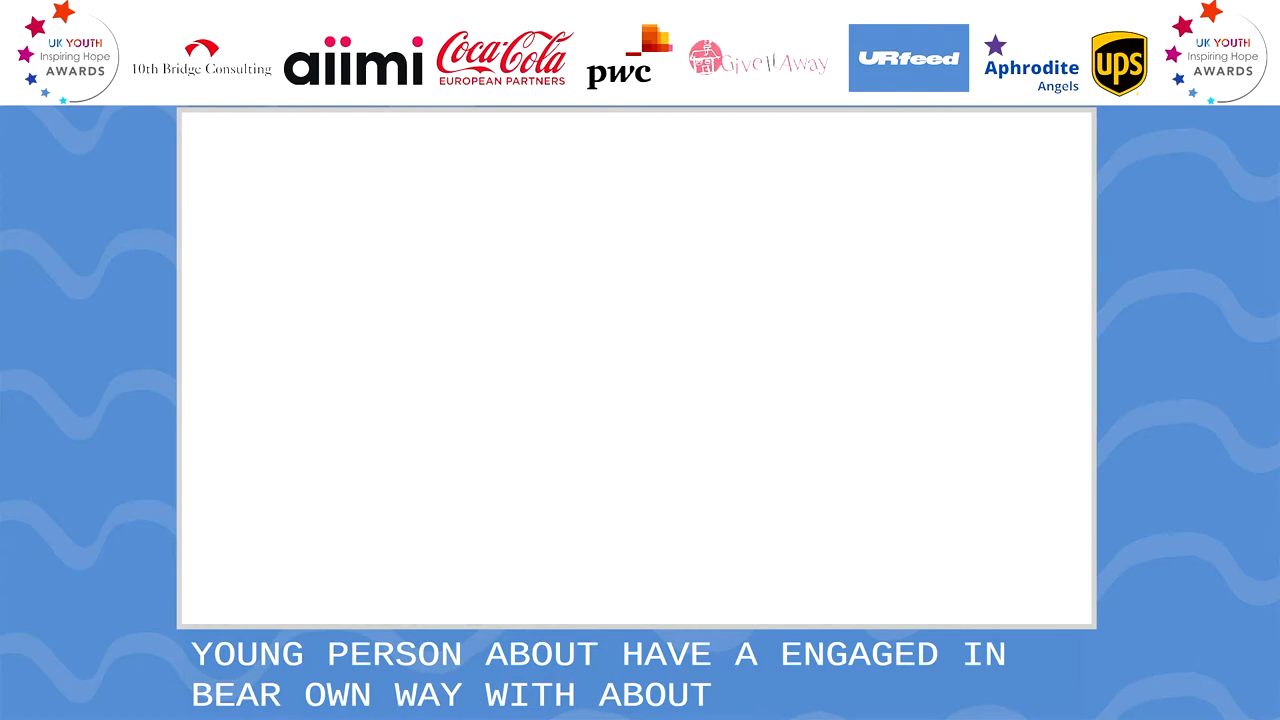 UK YOUTH
Inspiring Hope
AWARDS
10th Bridge Consulting
aiimi
Coca-Cola
EUROPEAN PARTNERS
pwc
Give Away
URfeed
Aphrodite
Angels
UPS
UK YOUTH
Inspiring Hope
AWARDS
YOUNG PERSON ABOUT HAVE A ENGAGED IN
BEAR OWN WAY WITH ABOUT